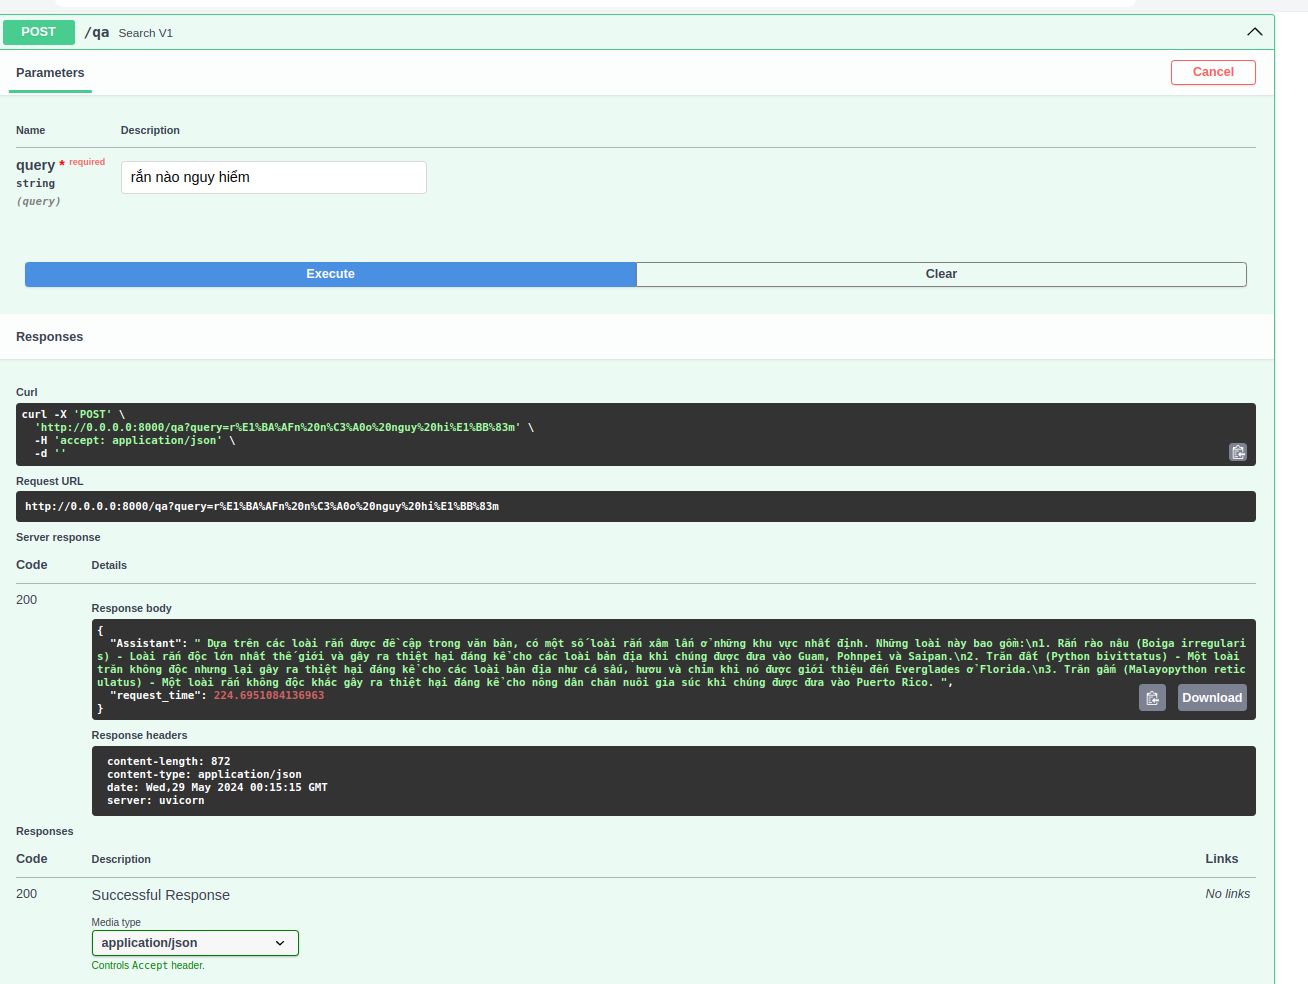 POST /qa Search V1
Parameters
Cancel
Name Description
query * required
string
(query)
rắn nào nguy hiểm
Execute Clear
Responses
Curl
curl -X 'POST' \
'http://0.0.0.0:8000/qa?query=r%E1%BA%AFn%20n%C3%A0o%20nguy%20hi%E1%BB%83m' \
-H 'accept: application/json' \
-d ''
Request URL
http://0.0.0.0:8000/qa?query=r%E1%BA%AFn%20n%C3%A0o%20nguy%20hi%E1%BB%83m
Server response
Code Details
200
Response body
{
"Assistant": " Dựa trên các loài rắn được đề cập trong văn bản, có một số loài rắn xâm lấn ở những khu vực nhất định. Những loài này bao gồm:\n1. Rắn rào nâu (Boiga irregulari
s) - Loài rắn độc lớn nhất thế giới và gây ra thiệt hại đáng kể cho các loài bản địa khi chúng được đưa vào Guam, Pohnpei và Saipan.\n2. Trăn đất (Python bivittatus) - Một loài
trăn không độc nhưng lại gây ra thiệt hại đáng kể cho các loài bản địa như cá sấu, hươu và chim khi nó được giới thiệu đến Everglades ở Florida.\n3. Trăn gấm (Malayopython retic
ulatus) - Một loài rắn không độc khác gây ra thiệt hại đáng kể cho nông dân chăn nuôi gia súc khi chúng được đưa vào Puerto Rico. ",
"request_time": 224.6951084136963
}
Download
Response headers
content-length: 872
content-type: application/json
date: Wed,29 May 2024 00:15:15 GMT
server: uvicorn
Responses
Code Description Links
200 Successful Response No links
Media type
application/json
Controls Accept header.